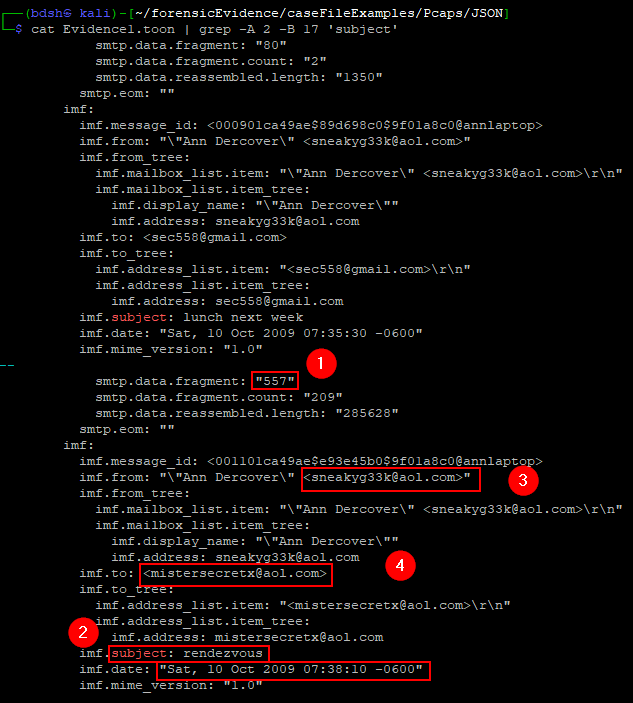 (bdsh㉿ kali)-[~/forensicEvidence/caseFileExamples/Pcaps/JSON]
$ cat Evidence1.toon | grep -A 2 -B 17 'subject'
smtp.data.fragment: "80"
smtp.data.fragment.count: "2"
smtp.data.reassembled.length: "1350"
smtp.eom: ""
imf:
imf.message_id: <000901ca49ae$89d698c0$9f01a8c0@annlaptop>
imf.from: "\"Ann Dercover\" <sneakyg33k@aol.com>"
imf.from_tree:
imf.mailbox_list.item: "\"Ann Dercover\" <sneakyg33k@aol.com>\r\n"
imf.mailbox_list.item_tree:
imf.display_name: "\"Ann Dercover\""
imf.address: sneakyg33k@aol.com
imf.to: <sec558@gmail.com>
imf.to_tree:
imf.address_list.item: "<sec558@gmail.com>\r\n"
imf.address_list.item_tree:
imf.address: sec558@gmail.com
imf.subject: lunch next week
imf.date: "Sat, 10 Oct 2009 07:35:30 -0600"
imf.mime_version: "1.0"
--
1
smtp.data.fragment: "557"
smtp.data.fragment.count: "209"
smtp.data.reassembled.length: "285628"
smtp.eom: ""
imf:
imf.message_id: <001101ca49ae$e93e45b0$9f01a8c0@annlaptop>
imf.from: "\"Ann Dercover\" <sneakyg33k@aol.com>"
3
imf.from_tree:
imf.mailbox_list.item: "\"Ann Dercover\" <sneakyg33k@aol.com>\r\n"
imf.mailbox_list.item_tree:
imf.display_name: "\"Ann Dercover\""
imf.address: sneakyg33k@aol.com
4
imf.to: <mistersecretx@aol.com>
imf.to_tree:
imf.address_list.item: "<mistersecretx@aol.com>\r\n"
imf.address_list.item_tree:
2
imf.address: mistersecretx@aol.com
imf.subject: rendezvous
imf.date: "Sat, 10 Oct 2009 07:38:10 -0600"
imf.mime_version: "1.0"